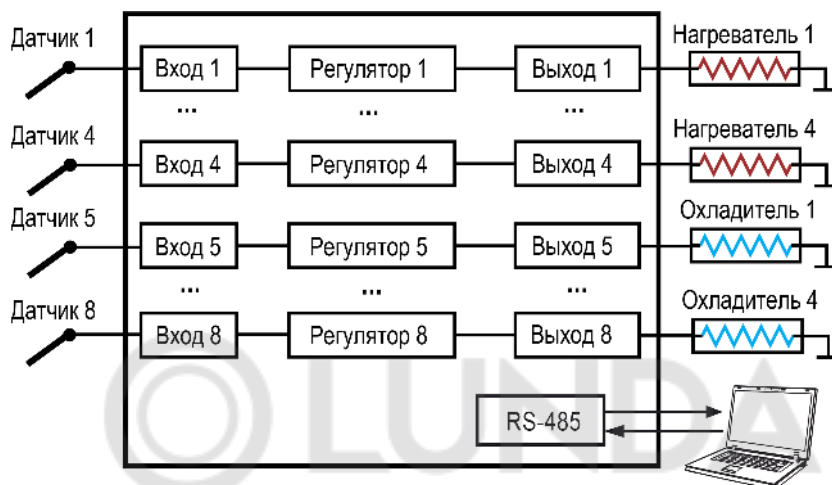 Датчик 1
Вход 1
Регулятор 1
Выход 1
Нагреватель 1
... ... ...
Датчик 4
Вход 4
Регулятор 4
Выход 4
Нагреватель 4
Датчик 5
Вход 5
Регулятор 5
Выход 5
Охладитель 1
... ... ...
Датчик 8
Вход 8
Регулятор 8
Выход 8
Охладитель 4
RS-485
LUNDA